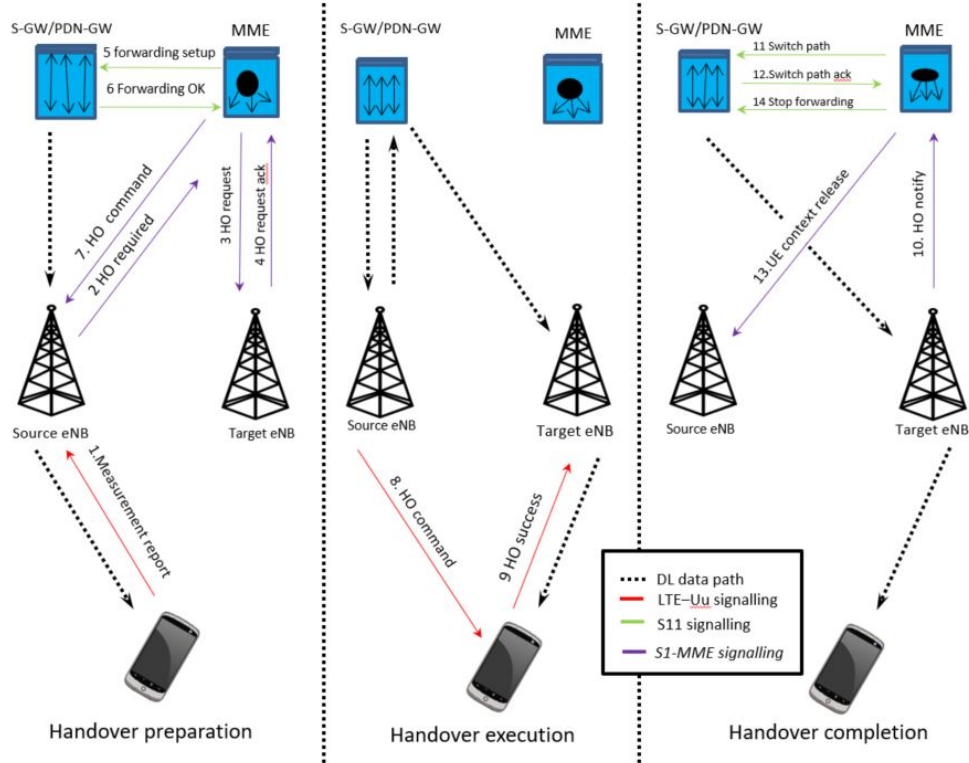 S-GW/PDN-GW
MME
5 forwarding setup
6 Forwarding OK
7. HO command
2 HO required
3 HO request
4 HO request ack
Source eNB
Target eNB
1.Measurement report
Handover preparation
S-GW/PDN-GW
MME
Source eNB
Target eNB
8. HO command
9 HO success
Handover execution
S-GW/PDN-GW
MME
11 Switch path
12.Switch path ack
14 Stop forwarding
13.UE context release
10. HO notify
Source eNB
Target eNB
DL data path
LTE–Uu signalling
S11 signalling
S1-MME signalling
Handover completion